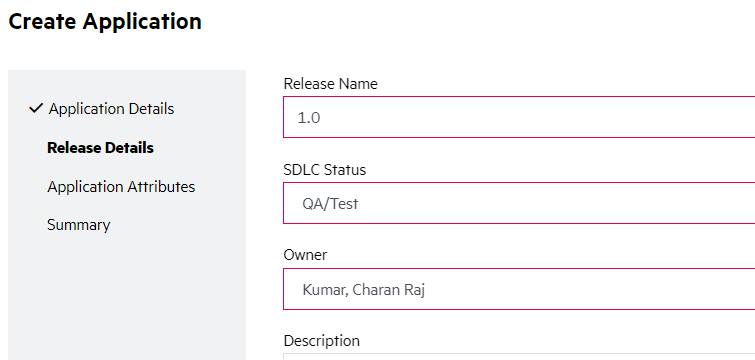 Create Application
Application Details
Release Details
Application Attributes
Summary
Release Name
1.0
SDLC Status
QA/Test
Owner
Kumar, Charan Raj
Description